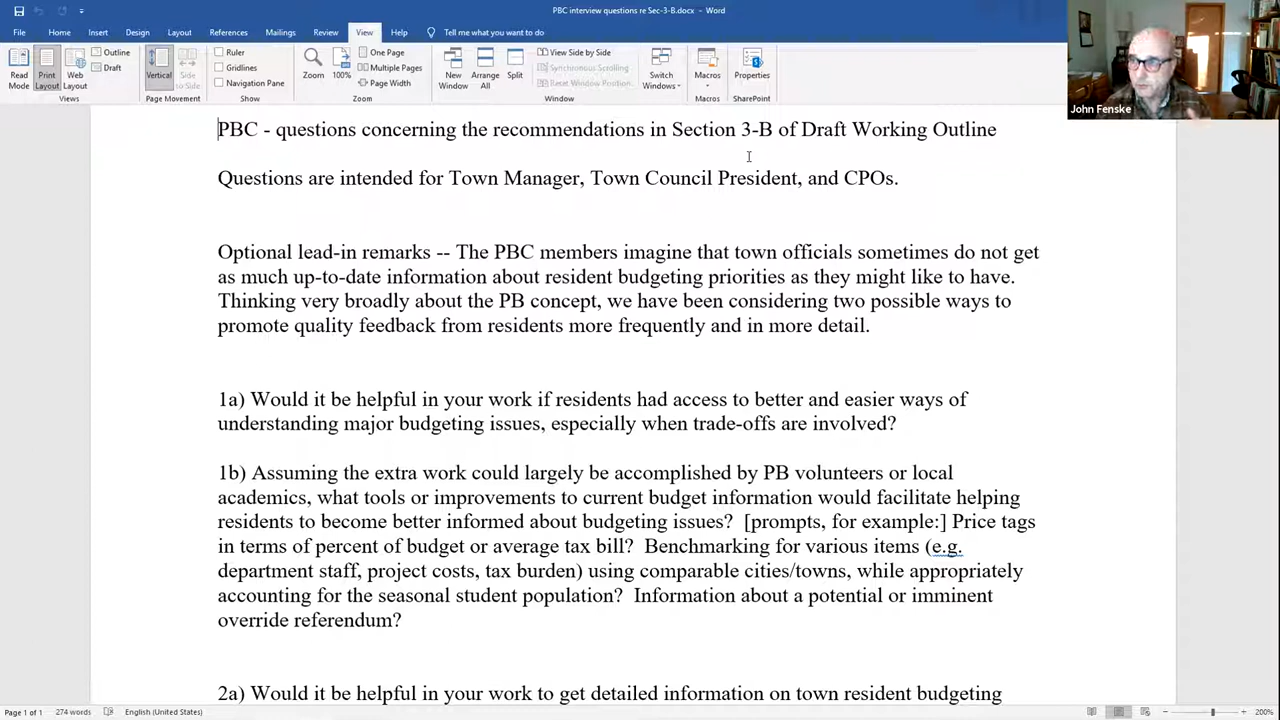 PBC interview questions re Sec-3-B.docx - Word
File Home Insert Design Layout References Mailings Review View Help Tell me what you want to do
Read Mode
Print Layout
Web Layout
Outline
Draft
Views
Vertical
Side to Side
Page Movement
Ruler
Gridlines
Navigation Pane
Show
Zoom
100%
One Page
Multiple Pages
Page Width
Zoom
New Window
Arrange All
Split
View Side by Side
Synchronous Scrolling
Reset Window Position
Window
Switch Windows
Macros
Macros
Properties
SharePoint
John Fenske
PBC - questions concerning the recommendations in Section 3-B of Draft Working Outline
Questions are intended for Town Manager, Town Council President, and CPOs.
Optional lead-in remarks -- The PBC members imagine that town officials sometimes do not get
as much up-to-date information about resident budgeting priorities as they might like to have.
Thinking very broadly about the PB concept, we have been considering two possible ways to
promote quality feedback from residents more frequently and in more detail.
1a) Would it be helpful in your work if residents had access to better and easier ways of
understanding major budgeting issues, especially when trade-offs are involved?
1b) Assuming the extra work could largely be accomplished by PB volunteers or local
academics, what tools or improvements to current budget information would facilitate helping
residents to become better informed about budgeting issues?  [prompts, for example:] Price tags
in terms of percent of budget or average tax bill?  Benchmarking for various items (e.g.
department staff, project costs, tax burden) using comparable cities/towns, while appropriately
accounting for the seasonal student population?  Information about a potential or imminent
override referendum?
2a) Would it be helpful in your work to get detailed information on town resident budgeting
Page 1 of 1 274 words English (United States) 200%